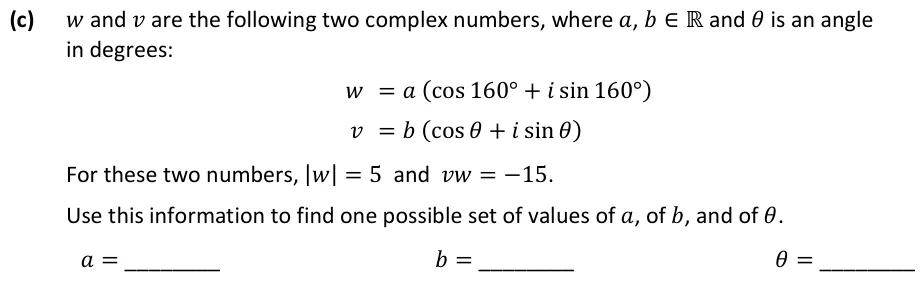 (c) w and v are the following two complex numbers, where a, b ∈ ℝ and θ is an angle
in degrees:
w = a (cos 160° + i sin 160°)
v = b (cos θ + i sin θ)
For these two numbers, |w| = 5 and vw = −15.
Use this information to find one possible set of values of a, of b, and of θ.
a = ________ b = ________ θ = ________